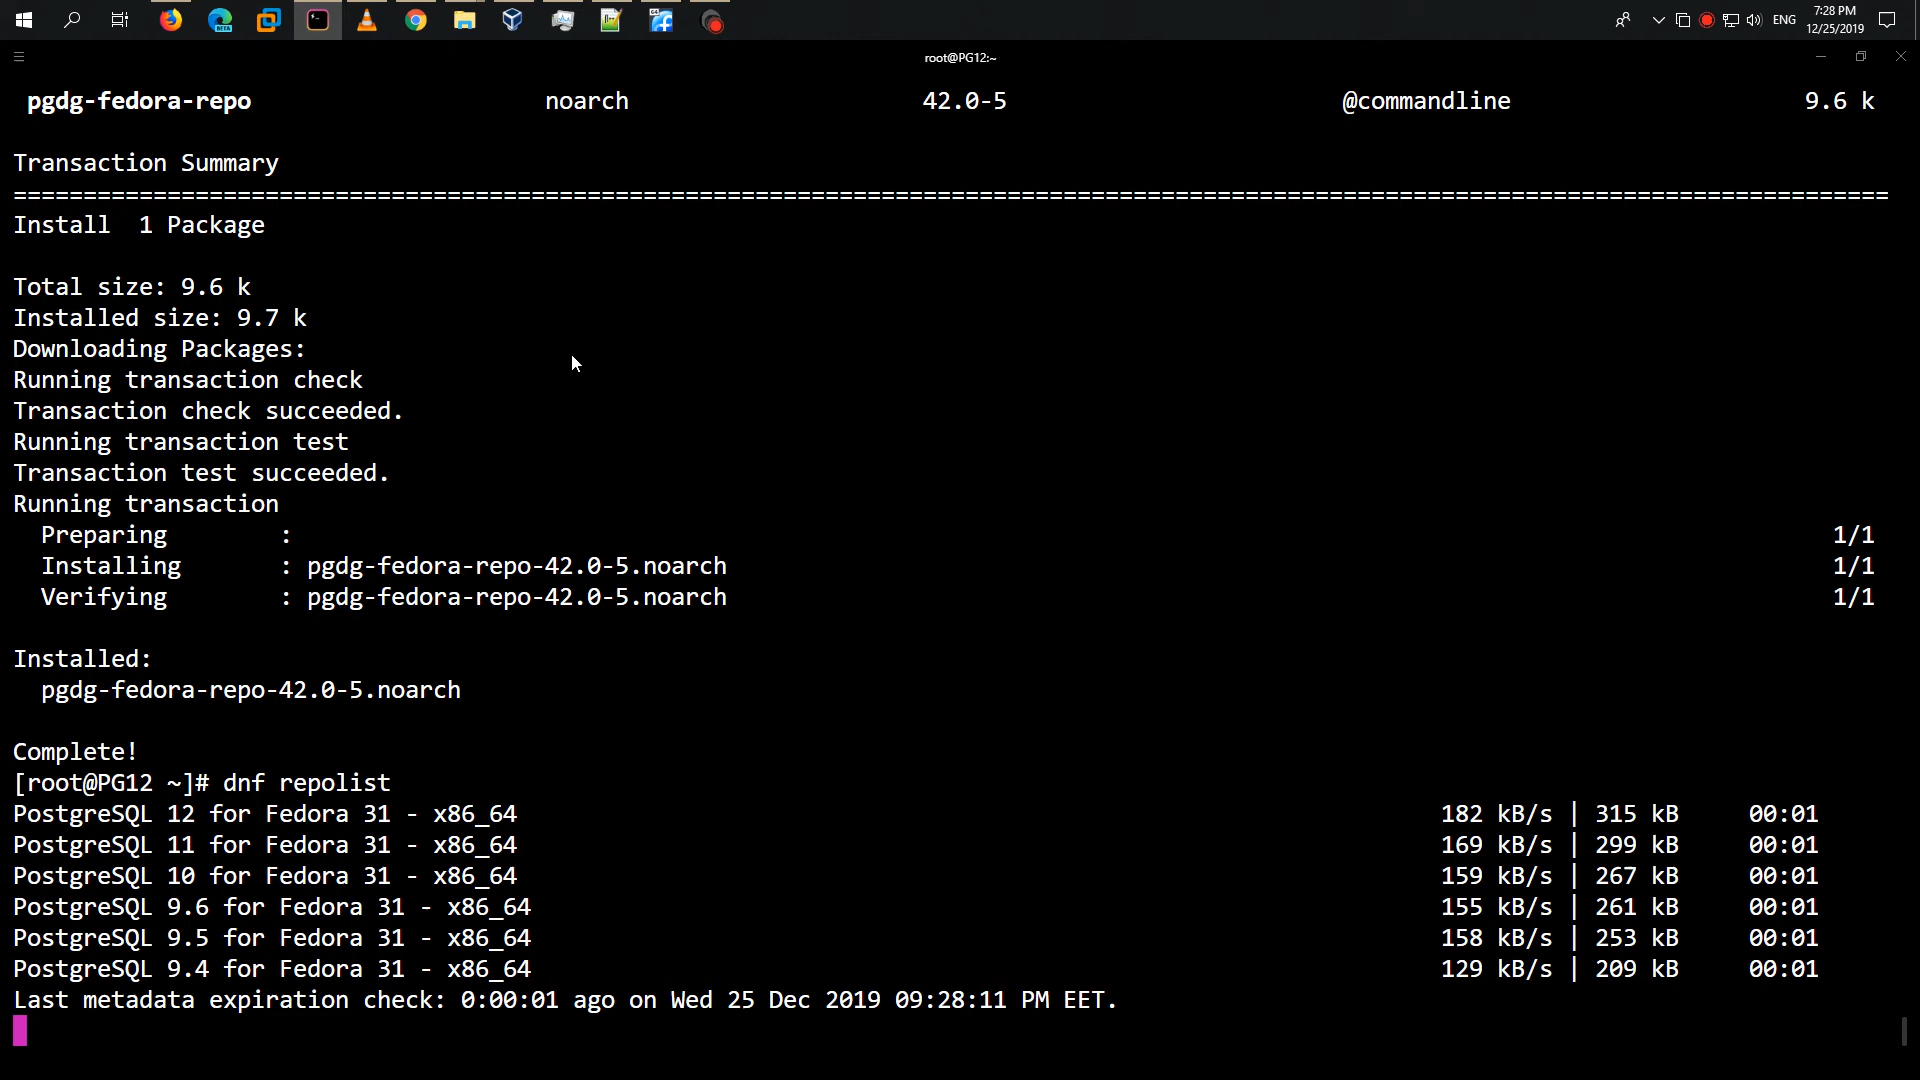 ENG
7:28 PM
12/25/2019
root@PG12:~
pgdg-fedora-repo noarch 42.0-5 @commandline 9.6 k
Transaction Summary
======================================================================================================================================
Install 1 Package
Total size: 9.6 k
Installed size: 9.7 k
Downloading Packages:
Running transaction check
Transaction check succeeded.
Running transaction test
Transaction test succeeded.
Running transaction
Preparing : 1/1
Installing : pgdg-fedora-repo-42.0-5.noarch 1/1
Verifying : pgdg-fedora-repo-42.0-5.noarch 1/1
Installed:
pgdg-fedora-repo-42.0-5.noarch
Complete!
[root@PG12 ~]# dnf repolist
PostgreSQL 12 for Fedora 31 - x86_64 182 kB/s | 315 kB 00:01
PostgreSQL 11 for Fedora 31 - x86_64 169 kB/s | 299 kB 00:01
PostgreSQL 10 for Fedora 31 - x86_64 159 kB/s | 267 kB 00:01
PostgreSQL 9.6 for Fedora 31 - x86_64 155 kB/s | 261 kB 00:01
PostgreSQL 9.5 for Fedora 31 - x86_64 158 kB/s | 253 kB 00:01
PostgreSQL 9.4 for Fedora 31 - x86_64 129 kB/s | 209 kB 00:01
Last metadata expiration check: 0:00:01 ago on Wed 25 Dec 2019 09:28:11 PM EET.